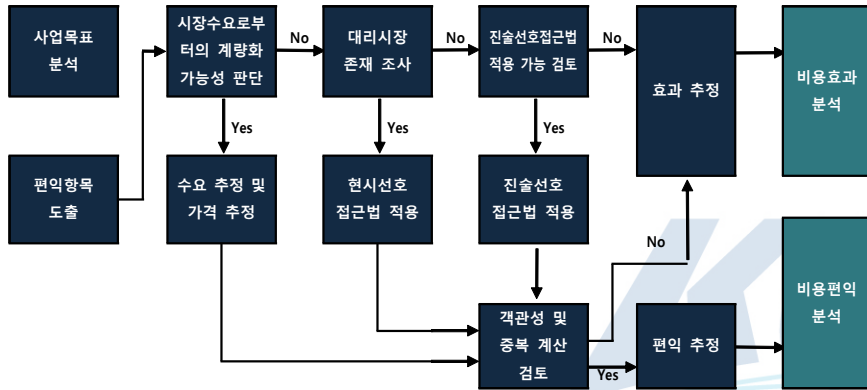 사업목표
분석
시장수요로부
터의 계량화
가능성 판단
No
대리시장
존재 조사
No
진술선호접근법
적용 가능 검토
No
효과 추정
비용효과
분석
Yes
Yes
Yes
편익항목
도출
수요 추정 및
가격 추정
현시선호
접근법 적용
진술선호
접근법 적용
No
객관성 및
중복 계산
검토
Yes
편익 추정
비용편익
분석